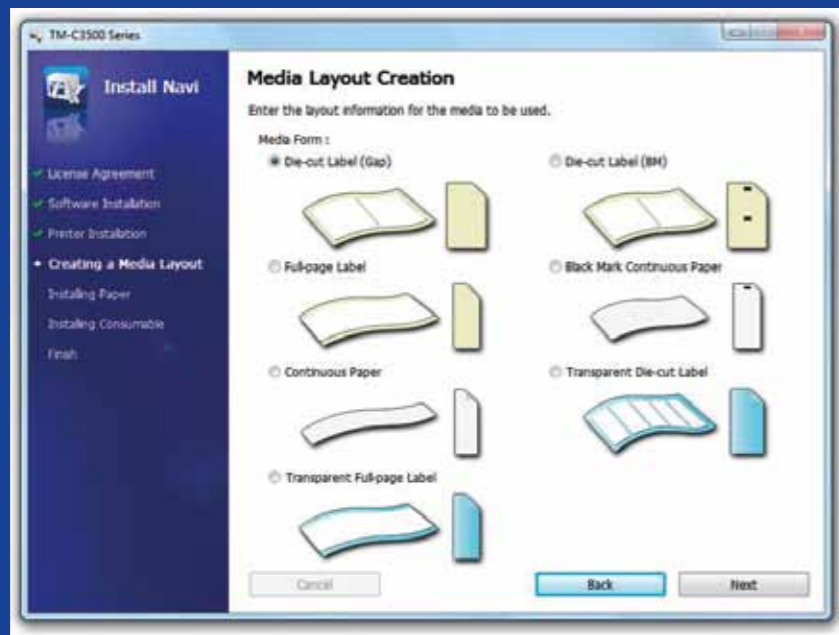 TM-C3500 Series
Install Navi
License Agreement
Software Installation
Printer Installation
Creating a Media Layout
Installing Paper
Installing Consumable
Finish
Media Layout Creation
Enter the layout information for the media to be used.
Media Form :
Die-cut Label (Gap)
Die-cut Label (BM)
Full-page Label
Black Mark Continuous Paper
Continuous Paper
Transparent Die-cut Label
Transparent Full-page Label
Cancel
Back
Next